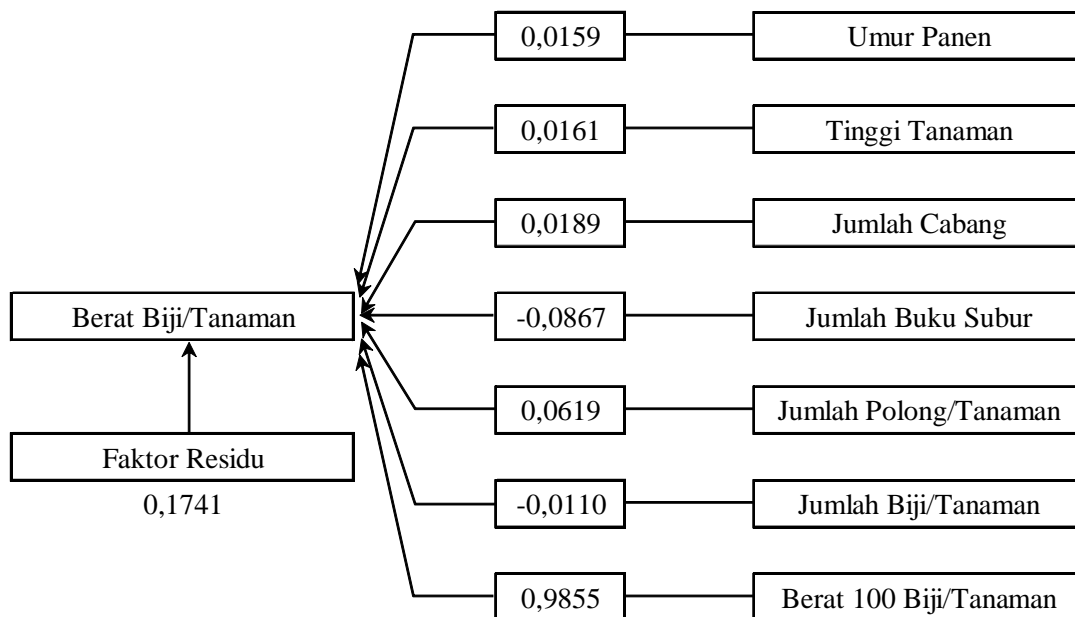 0,0159 Umur Panen
0,0161 Tinggi Tanaman
0,0189 Jumlah Cabang
Berat Biji/Tanaman -0,0867 Jumlah Buku Subur
0,0619 Jumlah Polong/Tanaman
Faktor Residu
0,1741
-0,0110 Jumlah Biji/Tanaman
0,9855 Berat 100 Biji/Tanaman